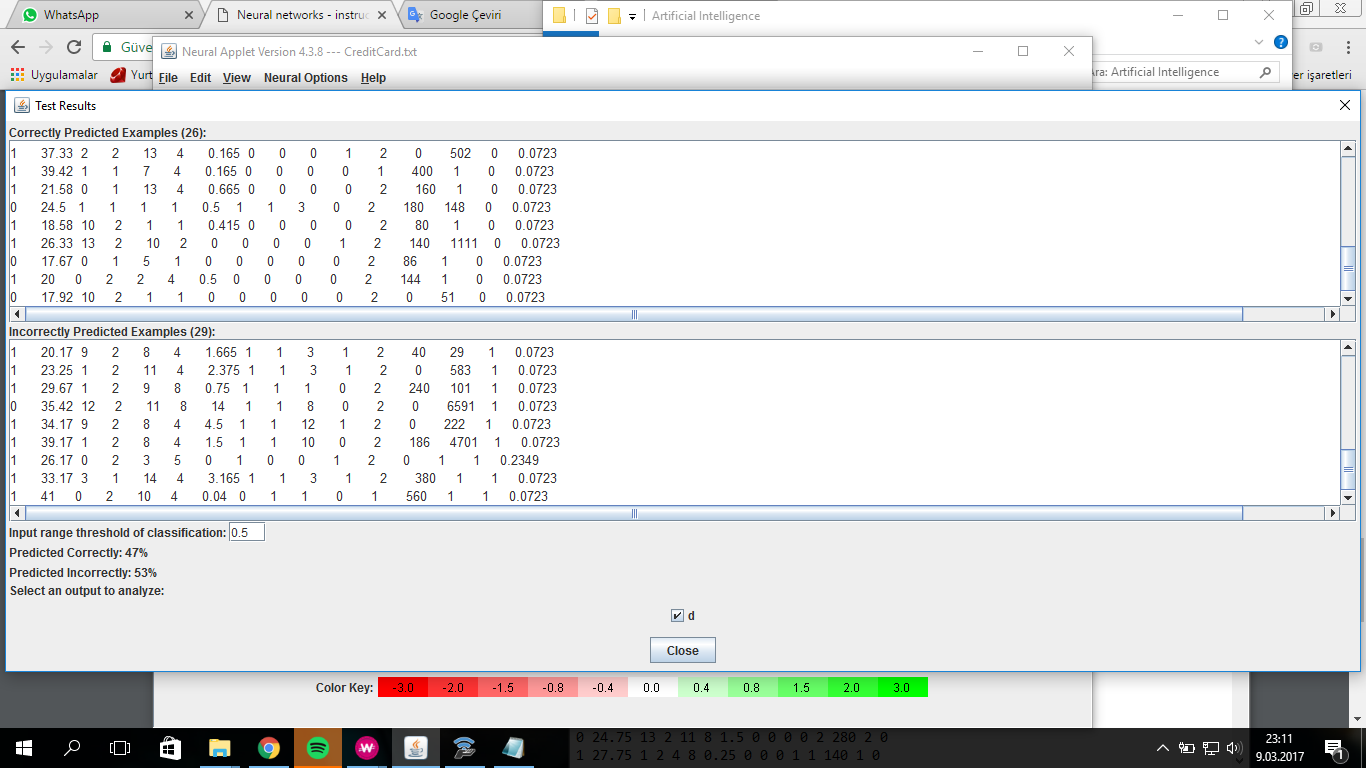 WhatsApp
Neural networks - instruc
Google Çeviri
Artificial Intelligence
Güve
Neural Applet Version 4.3.8 --- CreditCard.txt
Uygulamalar
Yurt
File Edit View Neural Options Help
Ara: Artificial Intelligence
er işaretleri
Test Results
Correctly Predicted Examples (26):
1 37.33 2 2 13 4 0.165 0 0 0 1 2 0 502 0 0.0723
1 39.42 1 1 7 4 0.165 0 0 0 0 1 400 1 0 0.0723
1 21.58 0 1 13 4 0.665 0 0 0 0 2 160 1 0 0.0723
0 24.5 1 1 1 1 0.5 1 1 3 0 2 180 148 0 0.0723
1 18.58 10 2 1 1 0.415 0 0 0 0 2 80 1 0 0.0723
1 26.33 13 2 10 2 0 0 0 0 1 2 140 1111 0 0.0723
0 17.67 0 1 5 1 0 0 0 0 0 2 86 1 0 0.0723
1 20 0 2 2 4 0.5 0 0 0 0 2 144 1 0 0.0723
0 17.92 10 2 1 1 0 0 0 0 0 2 0 51 0 0.0723
Incorrectly Predicted Examples (29):
1 20.17 9 2 8 4 1.665 1 1 3 1 2 40 29 1 0.0723
1 23.25 1 2 11 4 2.375 1 1 3 1 2 0 583 1 0.0723
1 29.67 1 2 9 8 0.75 1 1 1 0 2 240 101 1 0.0723
0 35.42 12 2 11 8 14 1 1 8 0 2 0 6591 1 0.0723
1 34.17 9 2 8 4 4.5 1 1 12 1 2 0 222 1 0.0723
1 39.17 1 2 8 4 1.5 1 1 10 0 2 186 4701 1 0.0723
1 26.17 0 2 3 5 0 1 0 0 1 2 0 1 1 0.2349
1 33.17 3 1 14 4 3.165 1 1 3 1 2 380 1 1 0.0723
1 41 0 2 10 4 0.04 0 1 1 0 1 560 1 1 0.0723
Input range threshold of classification: 0.5
Predicted Correctly: 47%
Predicted Incorrectly: 53%
Select an output to analyze:
d
Close
Color Key: -3.0 -2.0 -1.5 -0.8 -0.4 0.0 0.4 0.8 1.5 2.0 3.0
0 24.75 13 2 11 8 1.5 0 0 0 0 2 280 2 0
1 27.75 1 2 4 8 0.25 0 0 0 1 1 140 1 0
23:11
9.03.2017
1